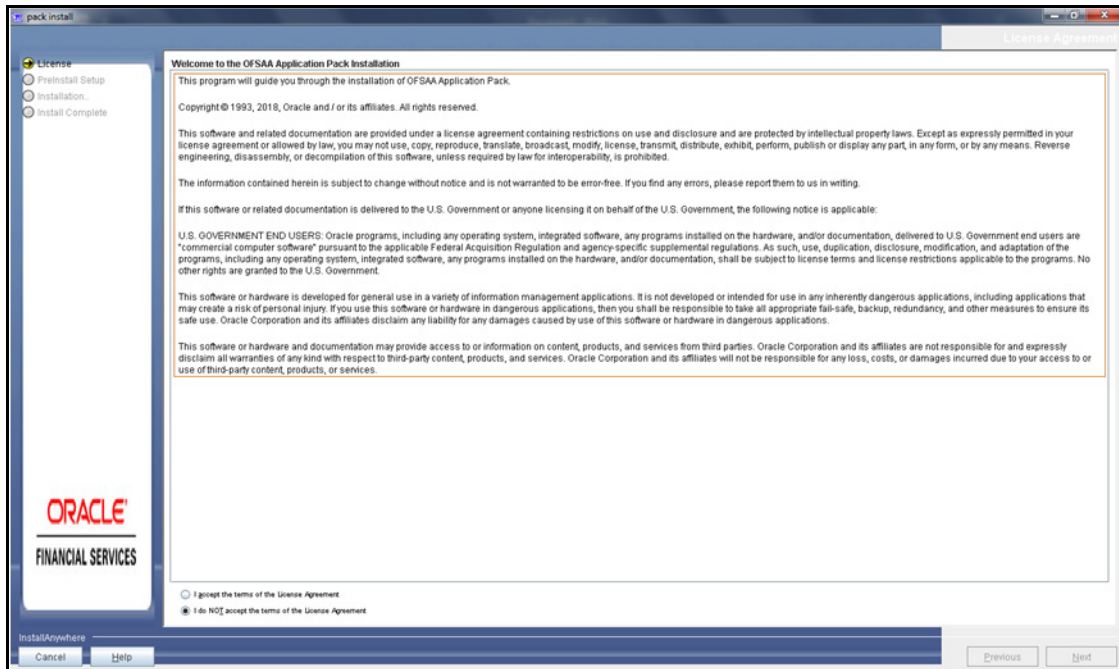 pack install
License Agreement
License
PreInstall Setup
Installation..
Install Complete
Welcome to the OFSAA Application Pack Installation
This program will guide you through the installation of OFSAA Application Pack.
Copyright © 1993, 2018, Oracle and / or its affiliates. All rights reserved.
This software and related documentation are provided under a license agreement containing restrictions on use and disclosure and are protected by intellectual property laws. Except as expressly permitted in your
license agreement or allowed by law, you may not use, copy, reproduce, translate, broadcast, modify, license, transmit, distribute, exhibit, perform, publish or display any part, in any form, or by any means. Reverse
engineering, disassembly, or decompilation of this software, unless required by law for interoperability, is prohibited.
The information contained herein is subject to change without notice and is not warranted to be error-free. If you find any errors, please report them to us in writing.
If this software or related documentation is delivered to the U.S. Government or anyone licensing it on behalf of the U.S. Government, the following notice is applicable:
U.S. GOVERNMENT END USERS: Oracle programs, including any operating system, integrated software, any programs installed on the hardware, and/or documentation, delivered to U.S. Government end users are
"commercial computer software" pursuant to the applicable Federal Acquisition Regulation and agency-specific supplemental regulations. As such, use, duplication, disclosure, modification, and adaptation of the
programs, including any operating system, integrated software, any programs installed on the hardware, and/or documentation, shall be subject to license terms and license restrictions applicable to the programs. No
other rights are granted to the U.S. Government.
This software or hardware is developed for general use in a variety of information management applications. It is not developed or intended for use in any inherently dangerous applications, including applications that
may create a risk of personal injury. If you use this software or hardware in dangerous applications, then you shall be responsible to take all appropriate fail-safe, backup, redundancy, and other measures to ensure its
safe use. Oracle Corporation and its affiliates disclaim any liability for any damages caused by use of this software or hardware in dangerous applications.
This software or hardware and documentation may provide access to or information on content, products, and services from third parties. Oracle Corporation and its affiliates are not responsible for and expressly
disclaim all warranties of any kind with respect to third-party content, products, and services. Oracle Corporation and its affiliates will not be responsible for any loss, costs, or damages incurred due to your access to or
use of third-party content, products, or services.
ORACLE
FINANCIAL SERVICES
I accept the terms of the License Agreement
I do NOT accept the terms of the License Agreement
InstallAnywhere
Cancel
Help
Previous
Next